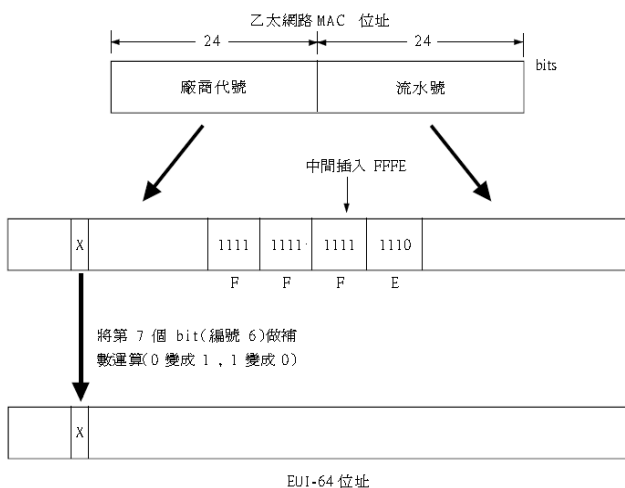 乙太網路 MAC 位址
24 24
bits
廠商代號 流水號
中間插入 FFFE
X 1111 1111 1111 1110
F F F E
將第 7 個 bit(編號 6)做補
數運算(0 變成 1 , 1 變成 0)
X
EUI-64 位址